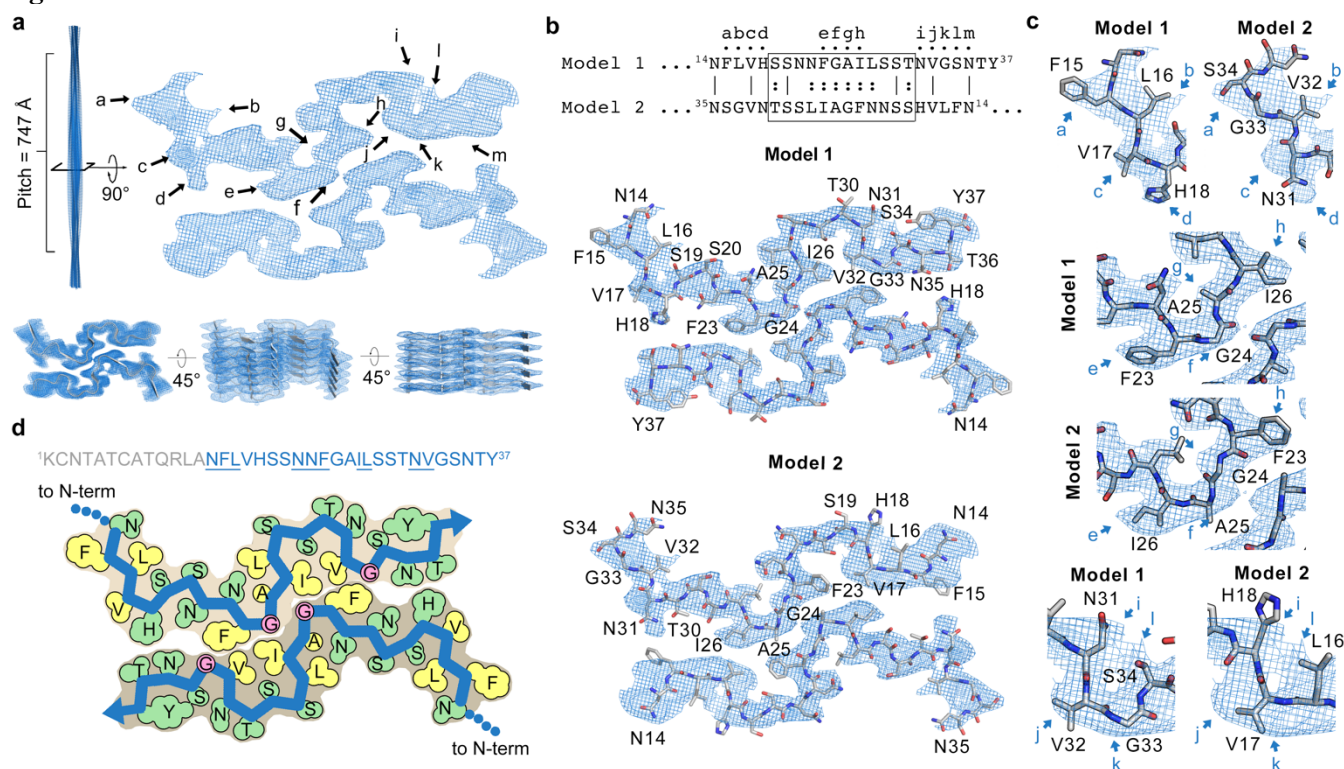 a
Pitch = 747 Å
90°
a
b
c
d
e
f
g
h
i
j
k
l
m
45°
45°
b
abcd efgh ijklm
Model 1 ...¹⁴NFLVHSSNNFGAILSSTNVGSNTY³⁷
Model 2 ...³⁵NSGVNTSSLIAGFNNSSHVLFN¹⁴...
Model 1
N14
F15
L16
V17
H18
S19
S20
F23
G24
A25
I26
T30
N31
V32
G33
S34
N35
T36
Y37
H18
Y37
N14
Model 2
N35
S34
V32
G33
N31
T30
I26
A25
G24
F23
S19
H18
L16
V17
N14
F15
N14
N35
c
Model 1
Model 2
F15
L16
V17
H18
a
b
c
d
S34
V32
G33
N31
a
b
c
d
Model 1
A25
I26
G24
F23
e
f
g
h
Model 2
F23
G24
A25
I26
e
f
g
h
Model 1
Model 2
N31
S34
V32
G33
i
l
j
k
H18
L16
V17
i
l
j
k
d
¹KCNTATCATQRLANFLVHSSNNFGAILSSTNVGSNTY³⁷
to N-term
N
F
L
V
H
S
S
N
N
F
G
A
I
L
S
S
T
N
V
G
S
N
T
Y
N
F
L
V
H
S
S
N
N
F
G
A
I
L
S
S
T
N
V
G
S
N
T
Y
to N-term